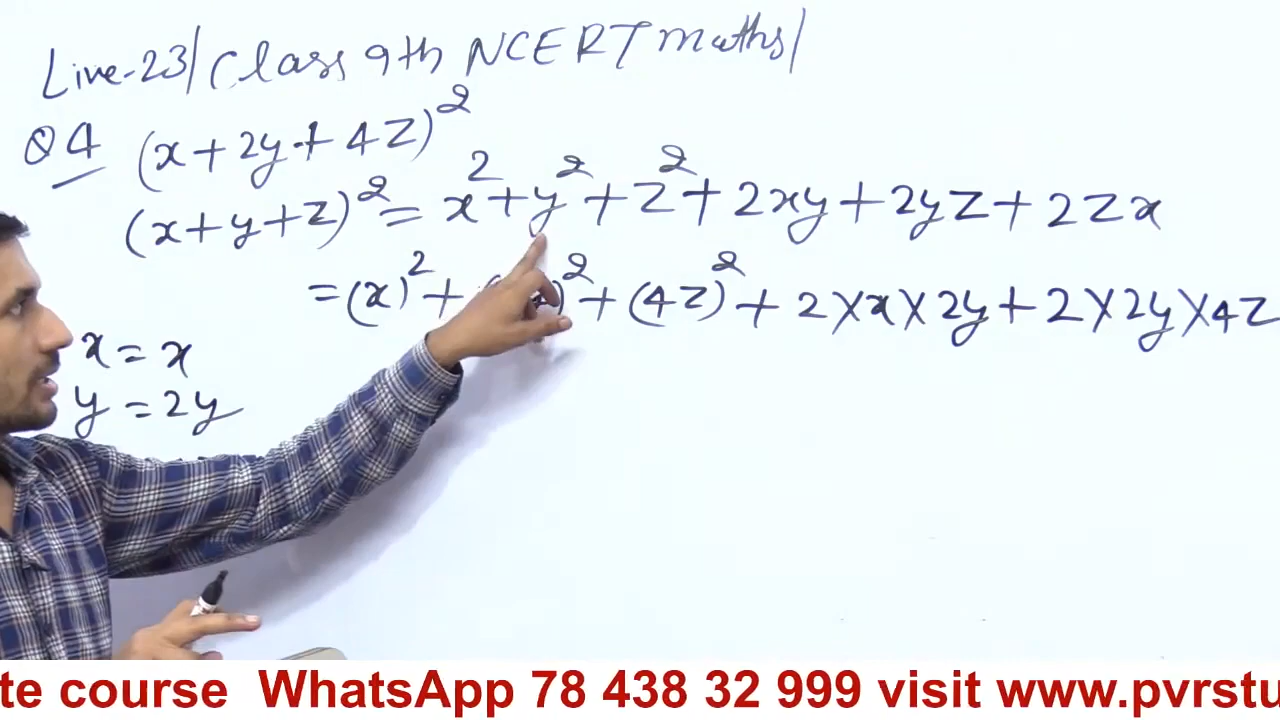 Live-23/Class 9th NCERT maths/
Q4 (x+2y+4z)²
(x+y+z)² = x²+y²+z²+2xy+2yz+2zx
=(x)²+( )²+(4z)²+2×x×2y+2×2y×4z
x = x
y = 2y
te course WhatsApp 78 438 32 999 visit www.pvrstu